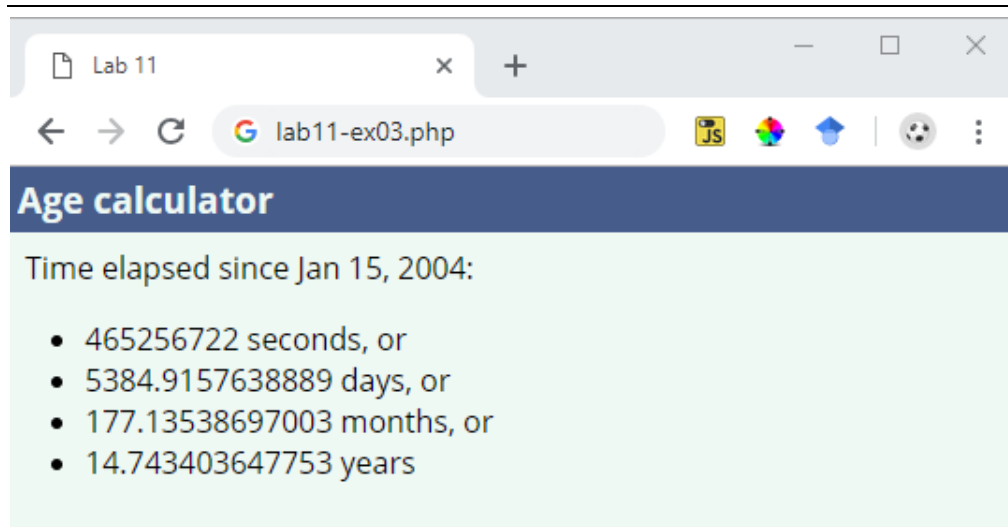 Lab 11
lab11-ex03.php
JS
Age calculator
Time elapsed since Jan 15, 2004:
465256722 seconds, or
5384.9157638889 days, or
177.13538697003 months, or
14.743403647753 years